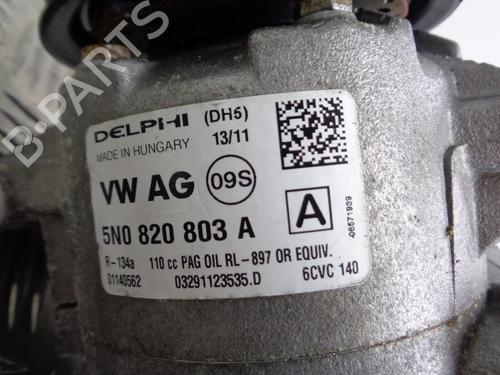 DELPHI (DH5)
MADE IN HUNGARY 13/11
VW AG 09S
5N0 820 803 A A
R-134a 110 cc PAG OIL RL-897 OR EQUIV.
01140562 03291123535.D 6CVC 140
06571939
B-PARTS